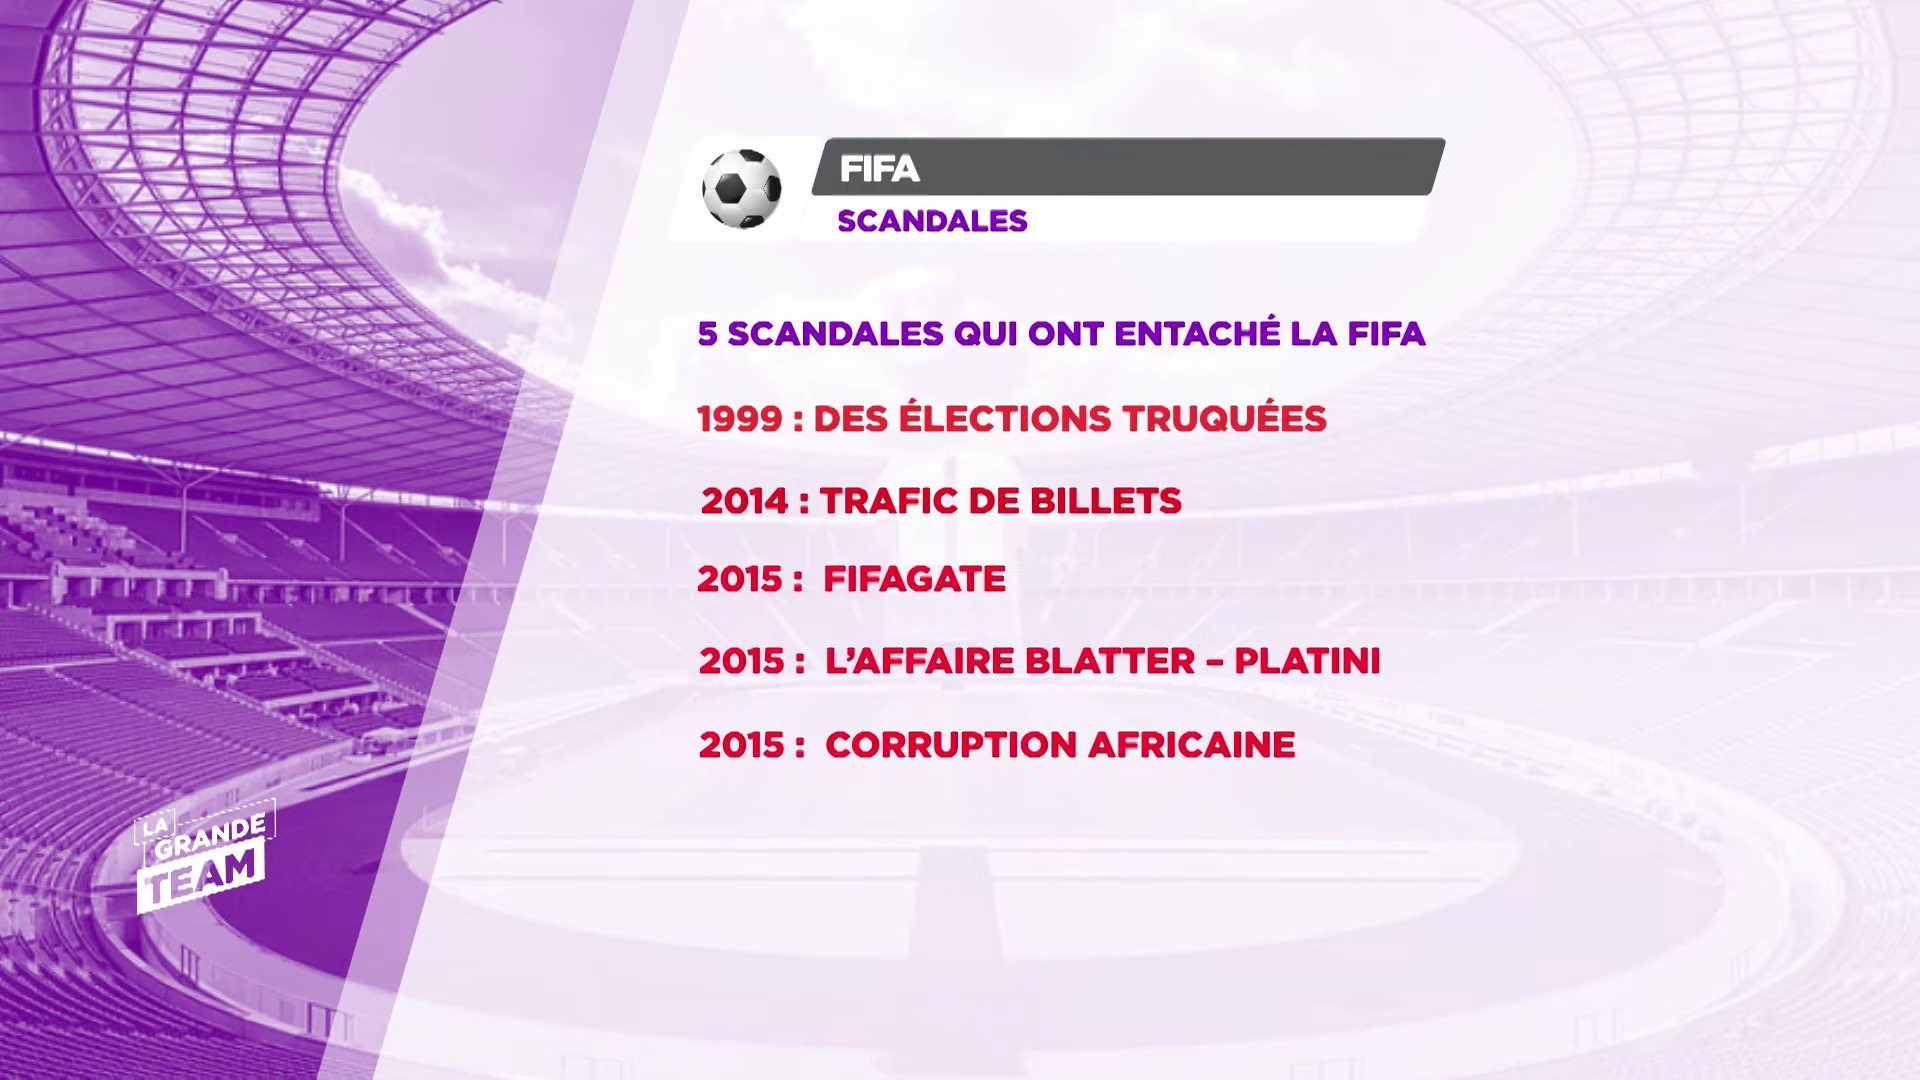 FIFA
SCANDALES
5 SCANDALES QUI ONT ENTACHÉ LA FIFA
1999 : DES ÉLECTIONS TRUQUÉES
2014 : TRAFIC DE BILLETS
2015 : FIFAGATE
2015 : L’AFFAIRE BLATTER – PLATINI
2015 : CORRUPTION AFRICAINE
LA
GRANDE
TEAM